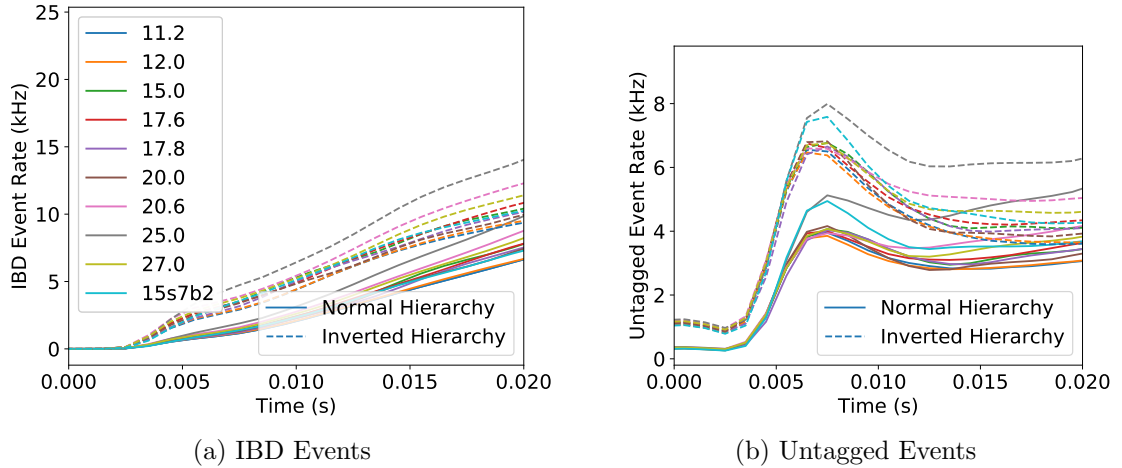 25
20
15
10
5
0
IBD Event Rate (kHz)
11.2
12.0
15.0
17.6
17.8
20.0
20.6
25.0
27.0
15s7b2
Normal Hierarchy
Inverted Hierarchy
0.000 0.005 0.010 0.015 0.020
Time (s)
(a) IBD Events
8
6
4
2
0
Untagged Event Rate (kHz)
Normal Hierarchy
Inverted Hierarchy
0.000 0.005 0.010 0.015 0.020
Time (s)
(b) Untagged Events